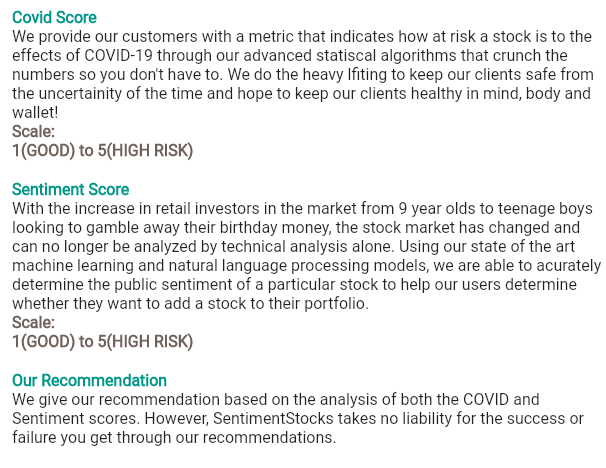 Covid Score
We provide our customers with a metric that indicates how at risk a stock is to the
effects of COVID-19 through our advanced statiscal algorithms that crunch the
numbers so you don't have to. We do the heavy lfiting to keep our clients safe from
the uncertainity of the time and hope to keep our clients healthy in mind, body and
wallet!
Scale:
1(GOOD) to 5(HIGH RISK)
Sentiment Score
With the increase in retail investors in the market from 9 year olds to teenage boys
looking to gamble away their birthday money, the stock market has changed and
can no longer be analyzed by technical analysis alone. Using our state of the art
machine learning and natural language processing models, we are able to acurately
determine the public sentiment of a particular stock to help our users determine
whether they want to add a stock to their portfolio.
Scale:
1(GOOD) to 5(HIGH RISK)
Our Recommendation
We give our recommendation based on the analysis of both the COVID and
Sentiment scores. However, SentimentStocks takes no liability for the success or
failure you get through our recommendations.